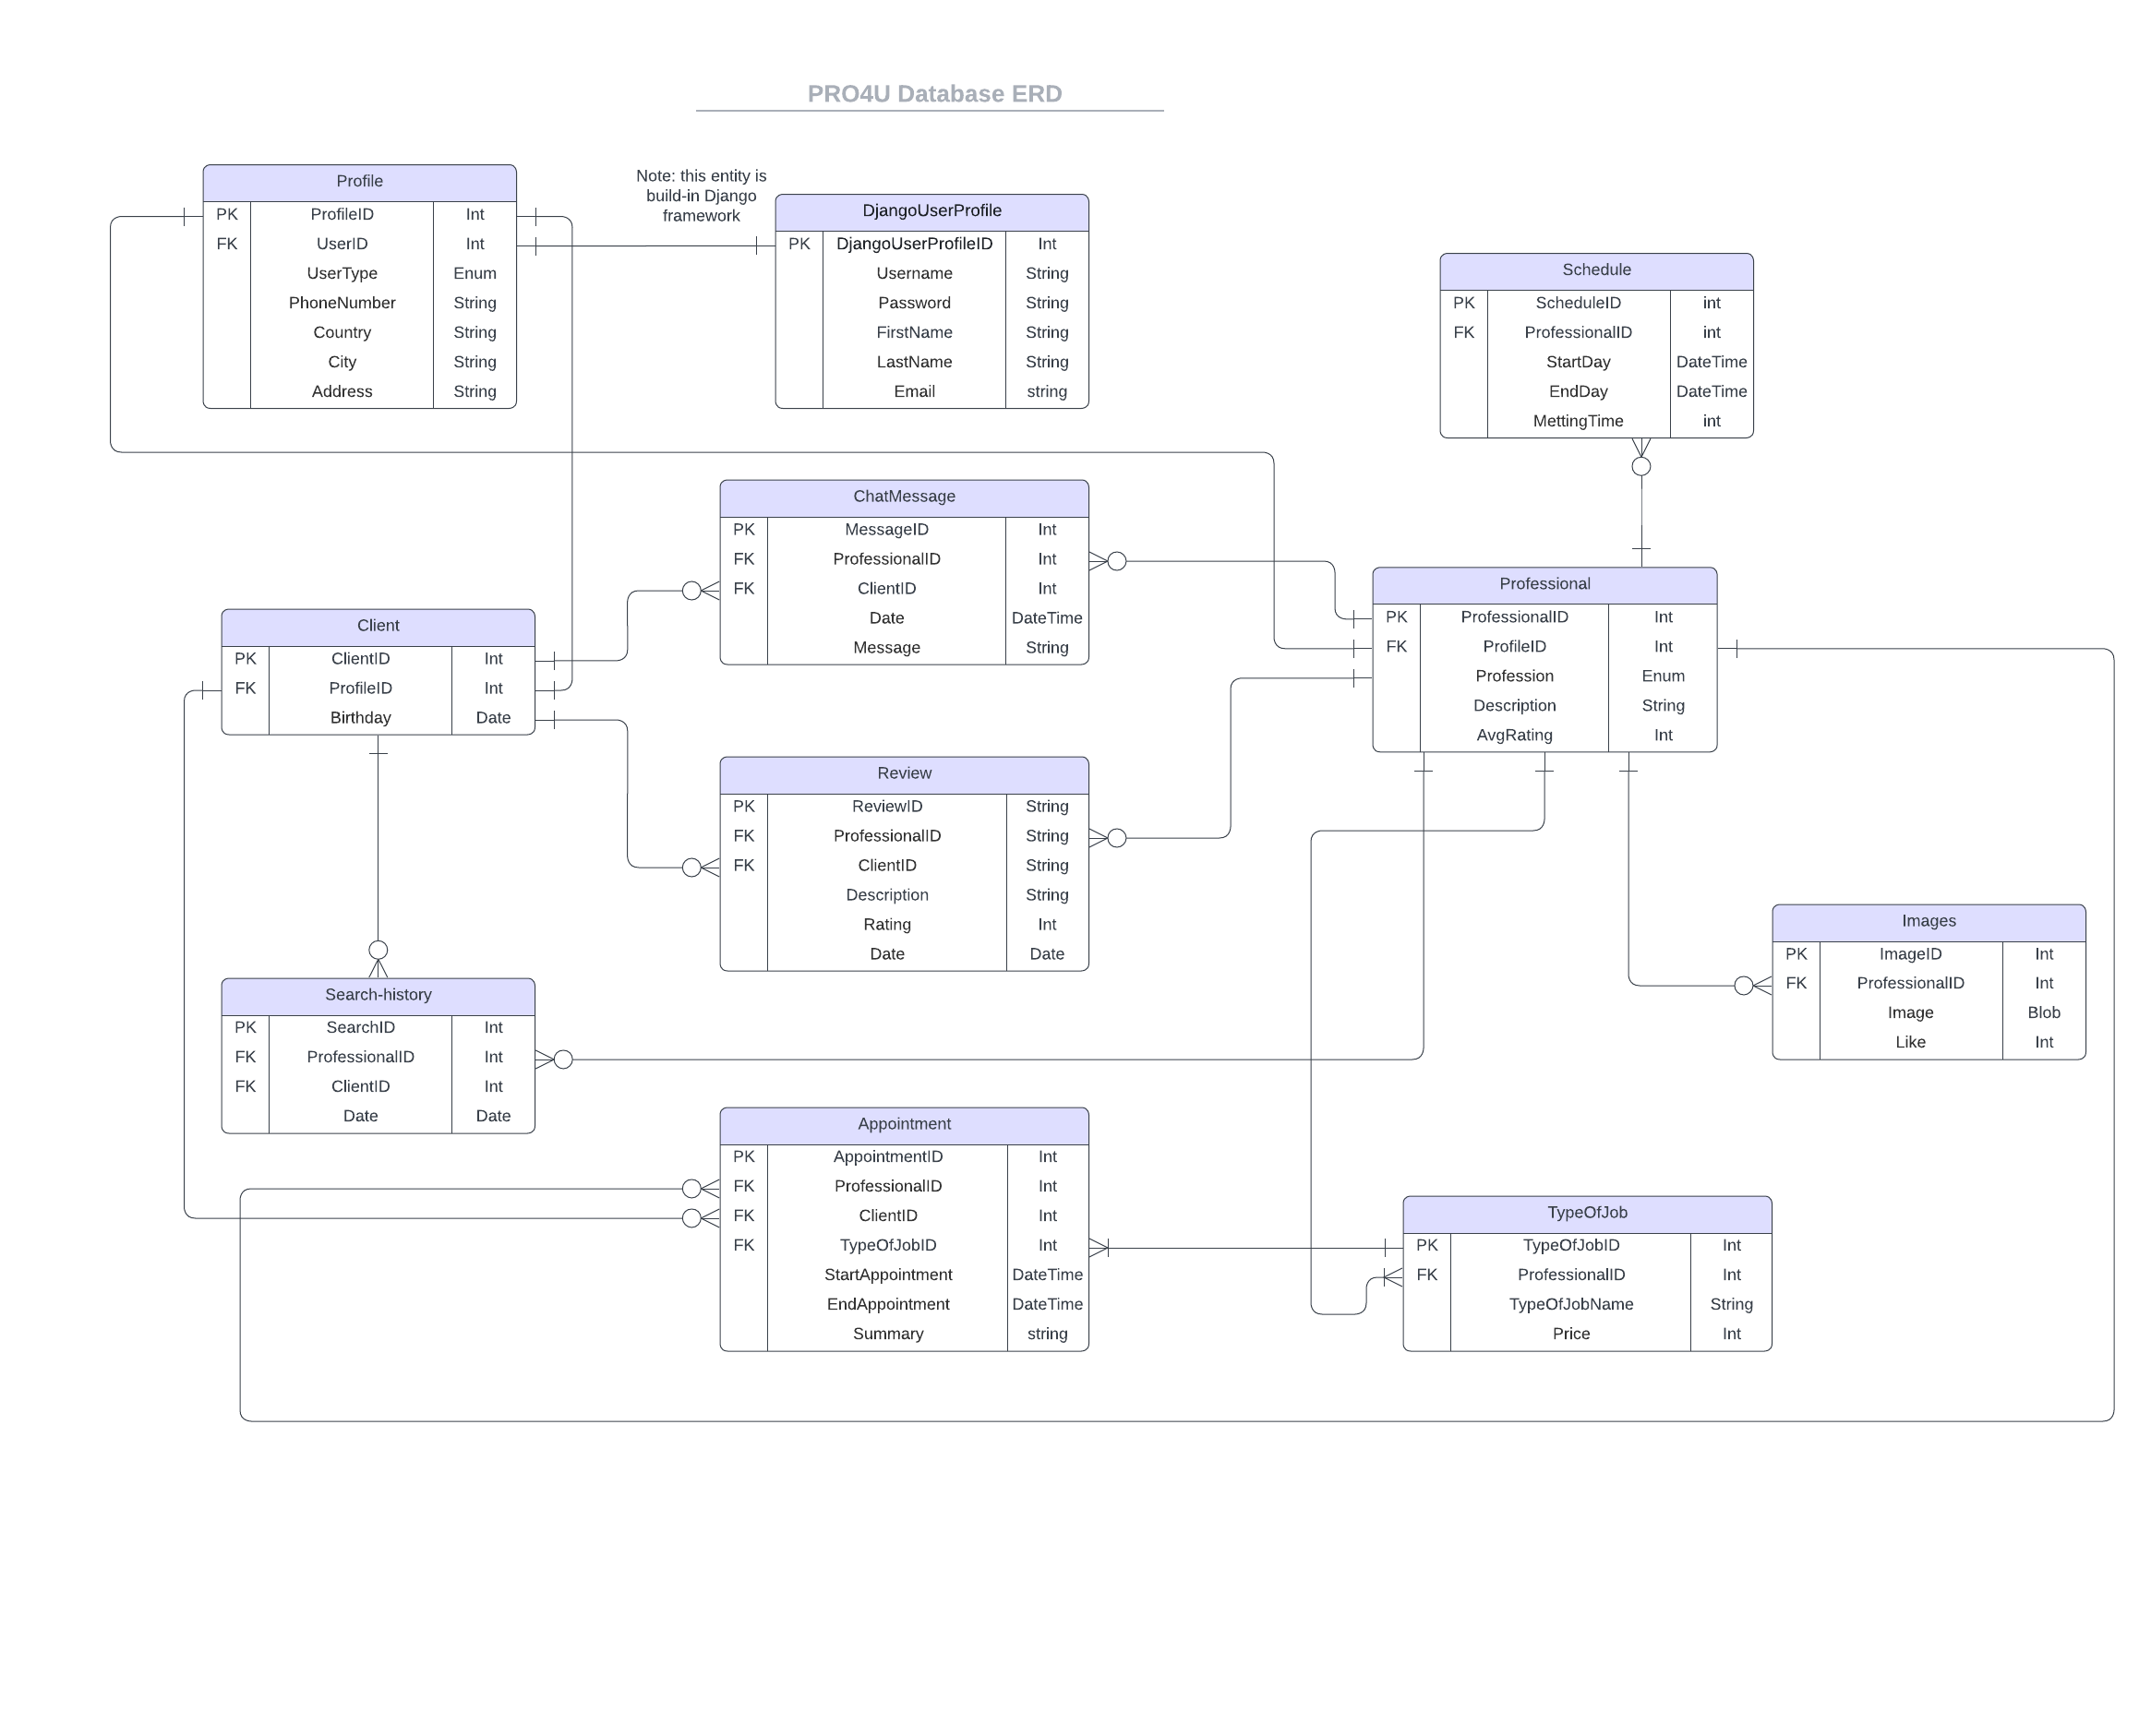 PRO4U Database ERD
Profile
PK ProfileID Int
FK UserID Int
UserType Enum
PhoneNumber String
Country String
City String
Address String
Note: this entity is
build-in Django
framework
DjangoUserProfile
PK DjangoUserProfileID Int
Username String
Password String
FirstName String
LastName String
Email string
Schedule
PK ScheduleID int
FK ProfessionalID int
StartDay DateTime
EndDay DateTime
MettingTime int
ChatMessage
PK MessageID Int
FK ProfessionalID Int
FK ClientID Int
Date DateTime
Message String
Professional
PK ProfessionalID Int
FK ProfileID Int
Profession Enum
Description String
AvgRating Int
Client
PK ClientID Int
FK ProfileID Int
Birthday Date
Review
PK ReviewID String
FK ProfessionalID String
FK ClientID String
Description String
Rating Int
Date Date
Images
PK ImageID Int
FK ProfessionalID Int
Image Blob
Like Int
Search-history
PK SearchID Int
FK ProfessionalID Int
FK ClientID Int
Date Date
Appointment
PK AppointmentID Int
FK ProfessionalID Int
FK ClientID Int
FK TypeOfJobID Int
StartAppointment DateTime
EndAppointment DateTime
Summary string
TypeOfJob
PK TypeOfJobID Int
FK ProfessionalID Int
TypeOfJobName String
Price Int